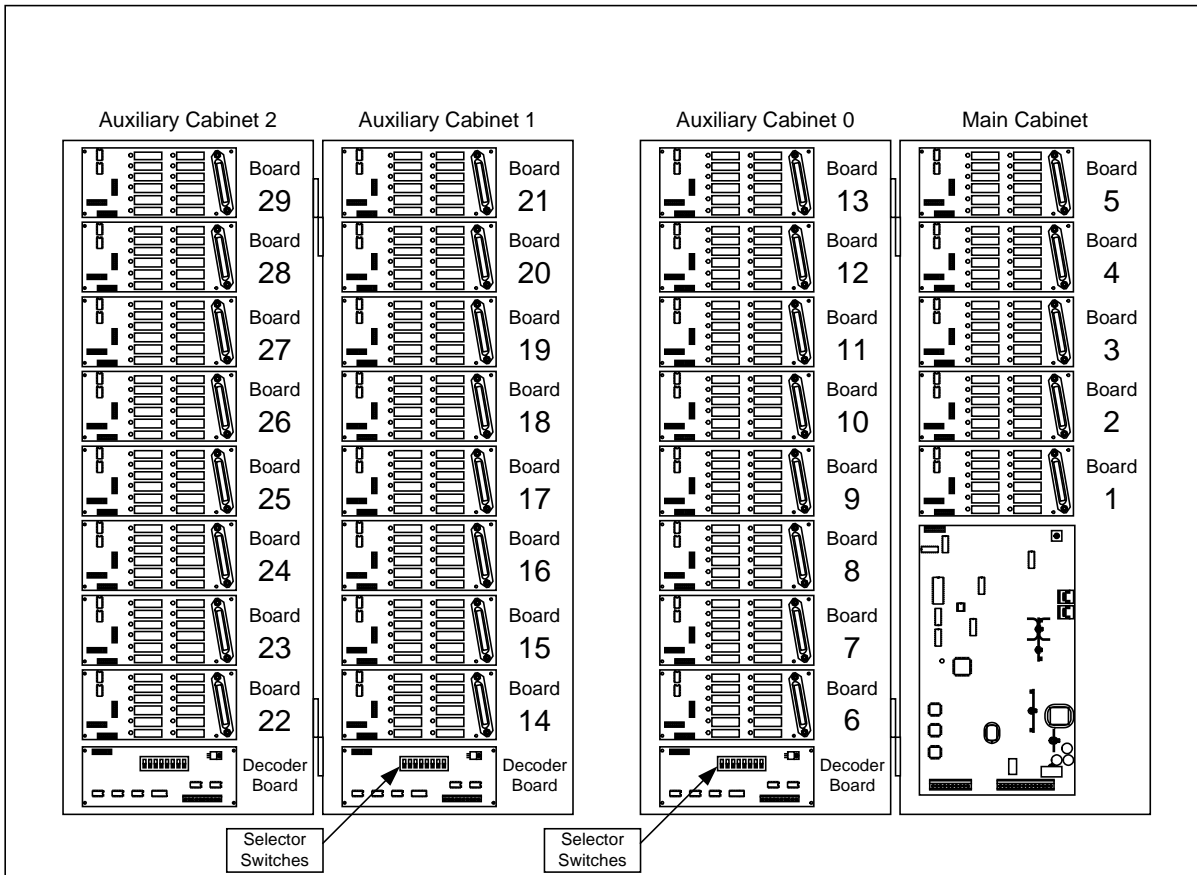 Auxiliary Cabinet 2
Auxiliary Cabinet 1
Auxiliary Cabinet 0
Main Cabinet
Board
29
Board
28
Board
27
Board
26
Board
25
Board
24
Board
23
Board
22
Decoder
Board
Board
21
Board
20
Board
19
Board
18
Board
17
Board
16
Board
15
Board
14
Decoder
Board
Board
13
Board
12
Board
11
Board
10
Board
9
Board
8
Board
7
Board
6
Decoder
Board
Board
5
Board
4
Board
3
Board
2
Board
1
Selector
Switches
Selector
Switches